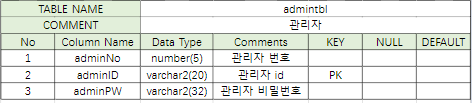 TABLE NAME admintbl
COMMENT 관리자
No Column Name Data Type Comments KEY NULL DEFAULT
1 adminNo number(5) 관리자 번호
2 adminID varchar2(20) 관리자 id PK
3 adminPW varchar2(32) 관리자 비밀번호